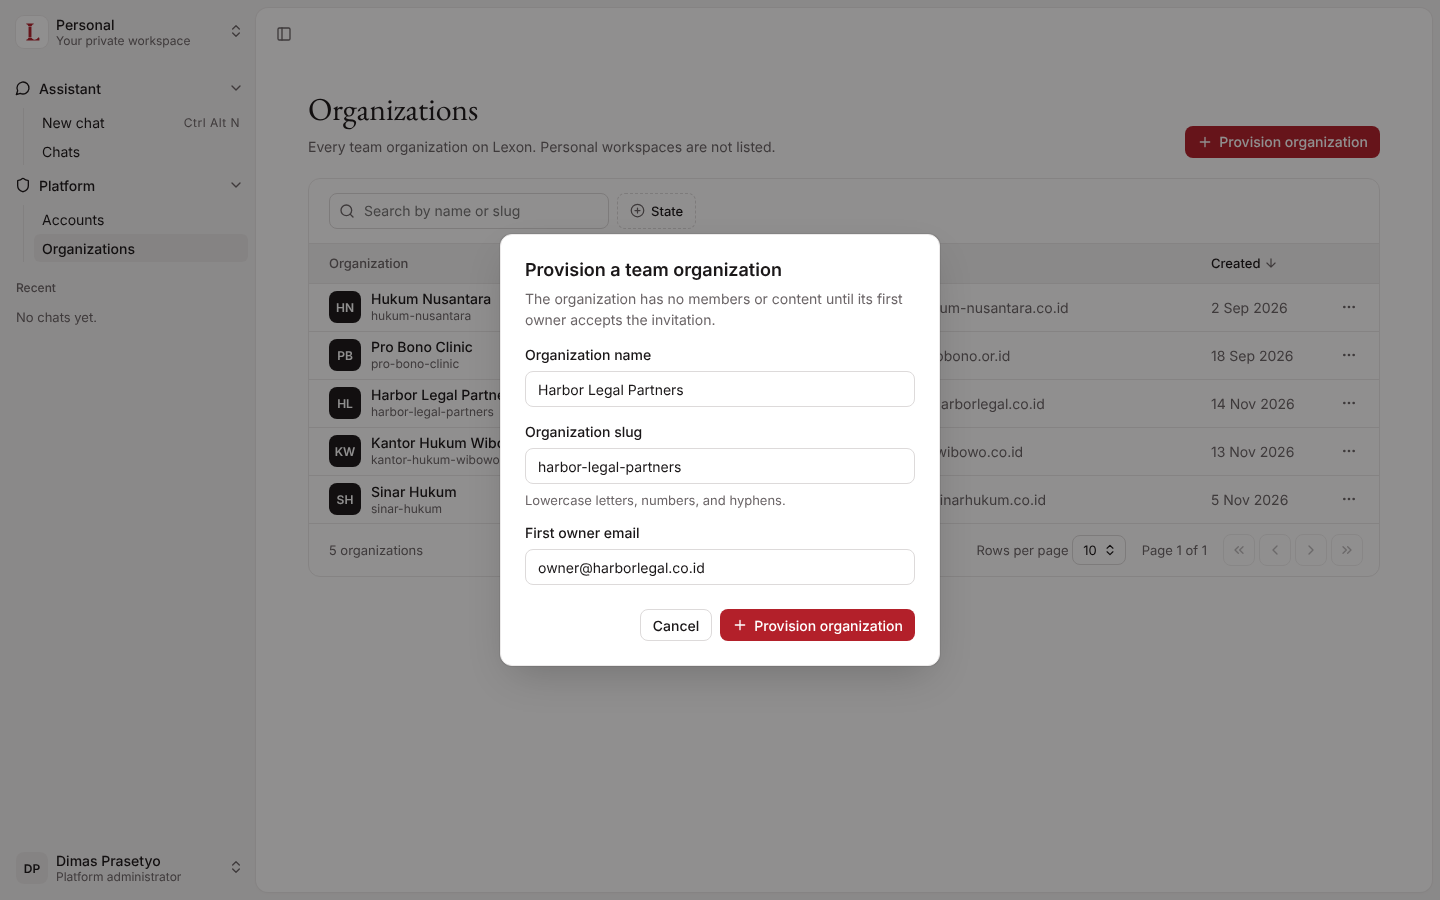 L
Personal
Your private workspace
Assistant
New chat
Ctrl Alt N
Chats
Platform
Accounts
Organizations
Recent
No chats yet.
DP
Dimas Prasetyo
Platform administrator
Organizations
Every team organization on Lexon. Personal workspaces are not listed.
Provision organization
Search by name or slug
State
Organization
Created
HN
Hukum Nusantara
hukum-nusantara
um-nusantara.co.id
2 Sep 2026
PB
Pro Bono Clinic
pro-bono-clinic
bono.or.id
18 Sep 2026
HL
Harbor Legal Partne
harbor-legal-partners
arborlegal.co.id
14 Nov 2026
KW
Kantor Hukum Wibo
kantor-hukum-wibowo
wibowo.co.id
13 Nov 2026
SH
Sinar Hukum
sinar-hukum
inarhukum.co.id
5 Nov 2026
5 organizations
Rows per page
10
Page 1 of 1
Provision a team organization
The organization has no members or content until its first
owner accepts the invitation.
Organization name
Harbor Legal Partners
Organization slug
harbor-legal-partners
Lowercase letters, numbers, and hyphens.
First owner email
owner@harborlegal.co.id
Cancel
Provision organization